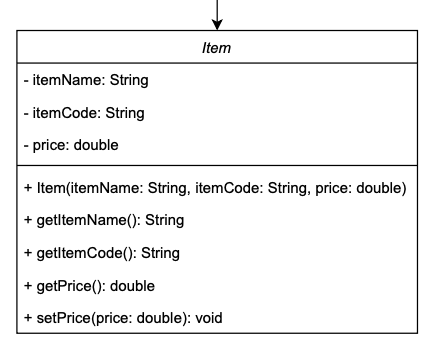 Item
- itemName: String
- itemCode: String
- price: double
+ Item(itemName: String, itemCode: String, price: double)
+ getItemName(): String
+ getItemCode(): String
+ getPrice(): double
+ setPrice(price: double): void